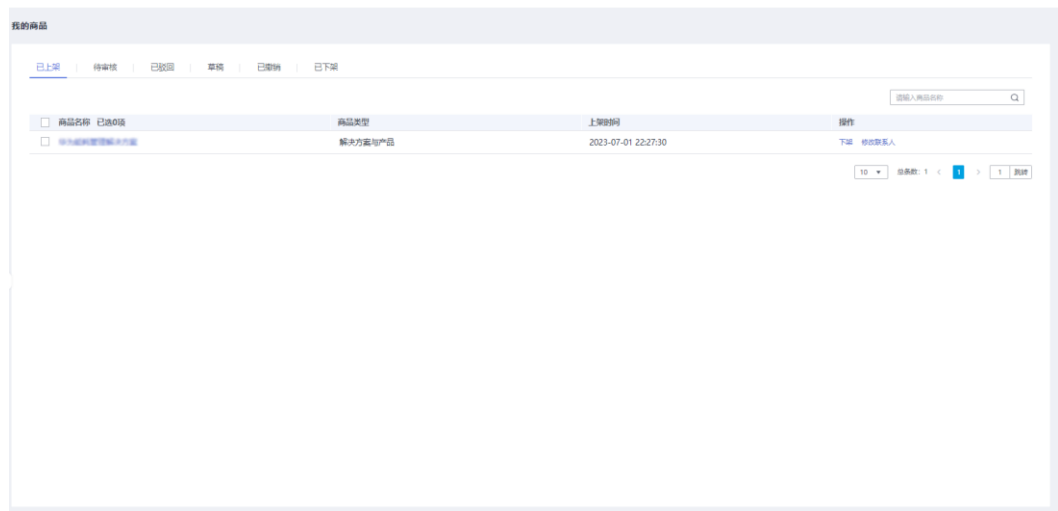 我的商品
已上架 待审核 已驳回 草稿 已撤销 已下架
请输入商品名称
商品名称 已选0项 商品类型 上架时间 操作
解决方案与产品 2023-07-01 22:27:30 下架 修改联系人
10 总条数: 1 < 1 > 1 跳转